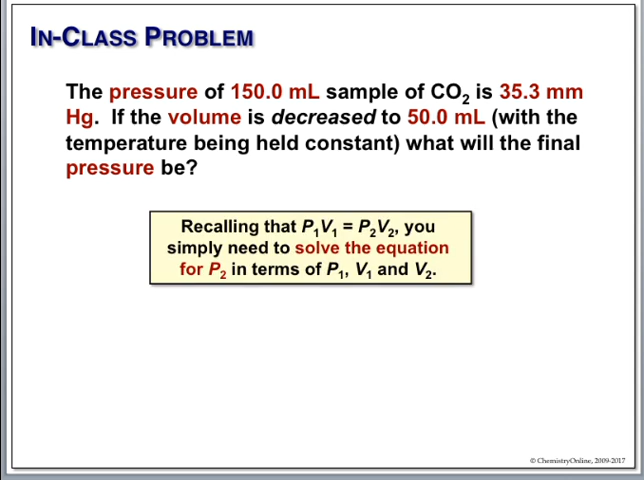 IN-CLASS PROBLEM
The pressure of 150.0 mL sample of CO₂ is 35.3 mm
Hg. If the volume is decreased to 50.0 mL (with the
temperature being held constant) what will the final
pressure be?
Recalling that P₁V₁ = P₂V₂, you
simply need to solve the equation
for P₂ in terms of P₁, V₁ and V₂.
© ChemistryOnline, 2009-2017